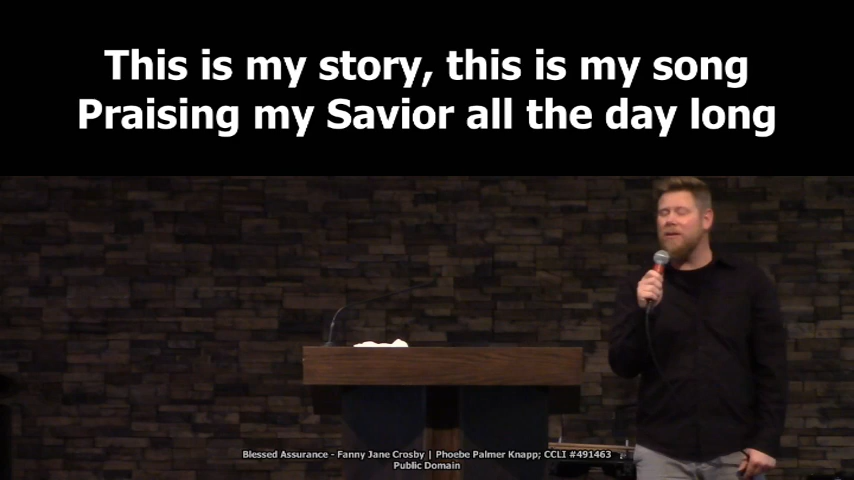 This is my story, this is my song
Praising my Savior all the day long
Blessed Assurance - Fanny Jane Crosby | Phoebe Palmer Knapp; CCLI #491463
Public Domain